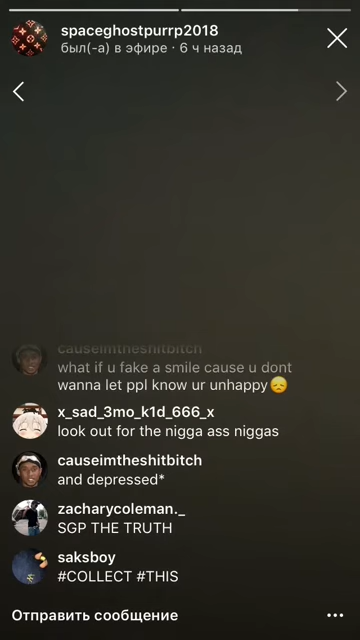 spaceghostpurrp2018
был(-а) в эфире · 6 ч назад
causeimtheshitbitch
what if u fake a smile cause u dont
wanna let ppl know ur unhappy😞
x_sad_3mo_k1d_666_x
look out for the nigga ass niggas
causeimtheshitbitch
and depressed*
zacharycoleman._
SGP THE TRUTH
saksboy
#COLLECT #THIS
Отправить сообщение